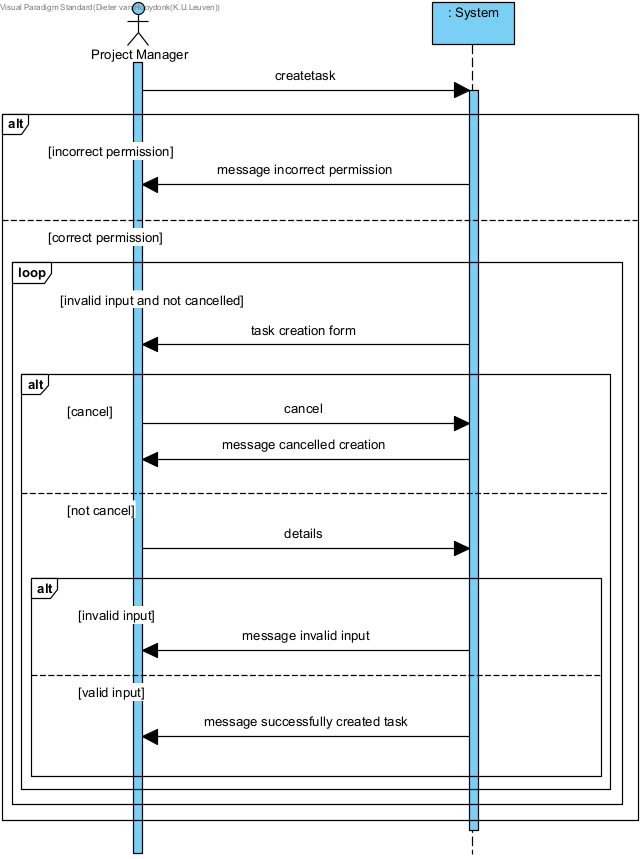 Visual Paradigm Standard(Dieter van Hooydonk(K.U.Leuven))
: System
Project Manager
createtask
alt
[incorrect permission]
message incorrect permission
[correct permission]
loop
[invalid input and not cancelled]
task creation form
alt
[cancel]
cancel
message cancelled creation
[not cancel]
details
alt
[invalid input]
message invalid input
[valid input]
message successfully created task